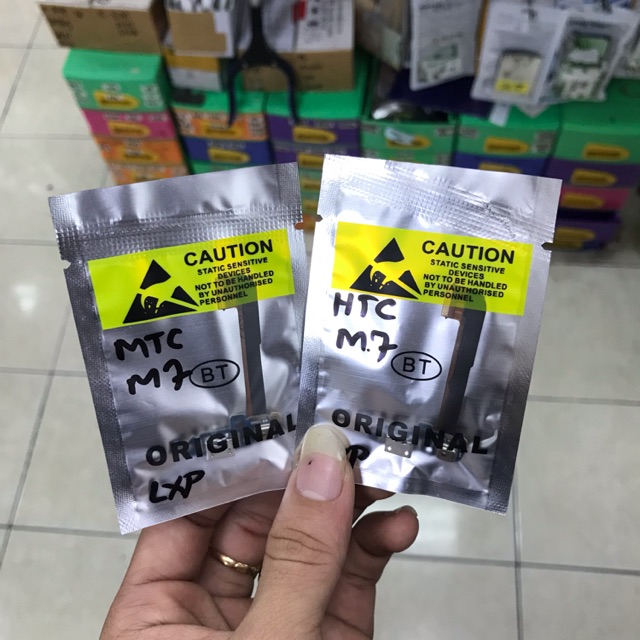 CAUTION
STATIC SENSITIVE
DEVICES
NOT TO BE HANDLED
BY UNAUTHORISED
PERSONNEL
MTC
M7
BT
ORIGINAL
LXP
CAUTION
STATIC SENSITIVE
DEVICES
NOT TO BE HANDLED
BY UNAUTHORISED
PERSONNEL
HTC
M.7
BT
ORIGINAL